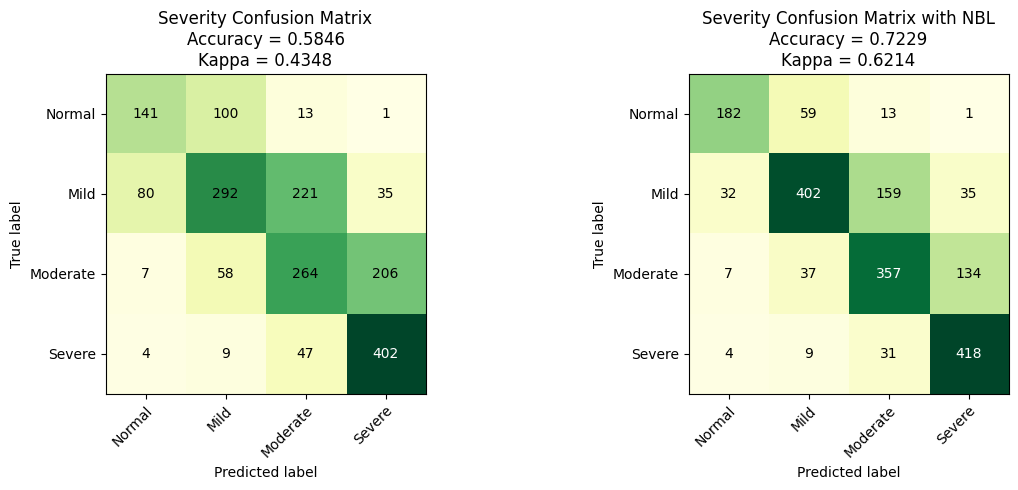 Severity Confusion Matrix
Accuracy = 0.5846
Kappa = 0.4348
True label
Normal 141 100 13 1
Mild 80 292 221 35
Moderate 7 58 264 206
Severe 4 9 47 402
Normal Mild Moderate Severe
Predicted label
Severity Confusion Matrix with NBL
Accuracy = 0.7229
Kappa = 0.6214
True label
Normal 182 59 13 1
Mild 32 402 159 35
Moderate 7 37 357 134
Severe 4 9 31 418
Normal Mild Moderate Severe
Predicted label